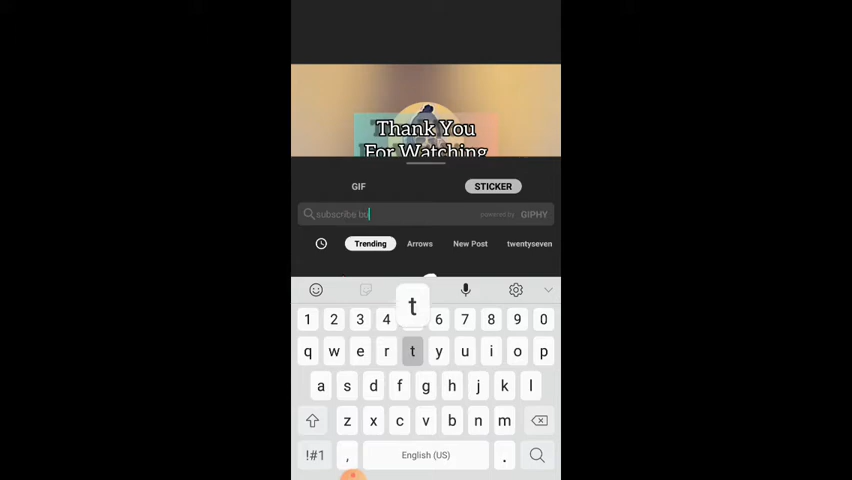 Thank You
For Watching
GIF
STICKER
subscribe bu
powered by GIPHY
Trending
Arrows
New Post
twentyseven
t
1 2 3 4 6 7 8 9 0
q w e r t y u i o p
a s d f g h j k l
z x c v b n m
!#1 , English (US) .